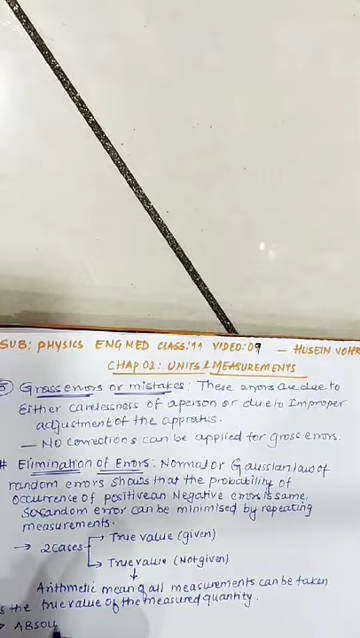 SUB: PHYSICS ENG MED CLASS:11 VIDEO:09 - HUSEIN VOHR
CHAP 02: UNITS & MEASUREMENTS
Gross errors or mistakes: These errors are due to
Either carelessness of a person or due to Improper
adjustment of the appratus.
- No corrections can be applied for gross errors.
# Elimination of Errors: Normal or Gaussian law of
random errors shows that the probability of
occurrence of positive an Negative errors is same,
So random error can be minimised by repeating
measurements.
→ 2 cases → True value (given)
→ True value (Not given)
↓
Arithmetic mean of all measurements can be taken
s the true value of the measured quantity.
ABSOU